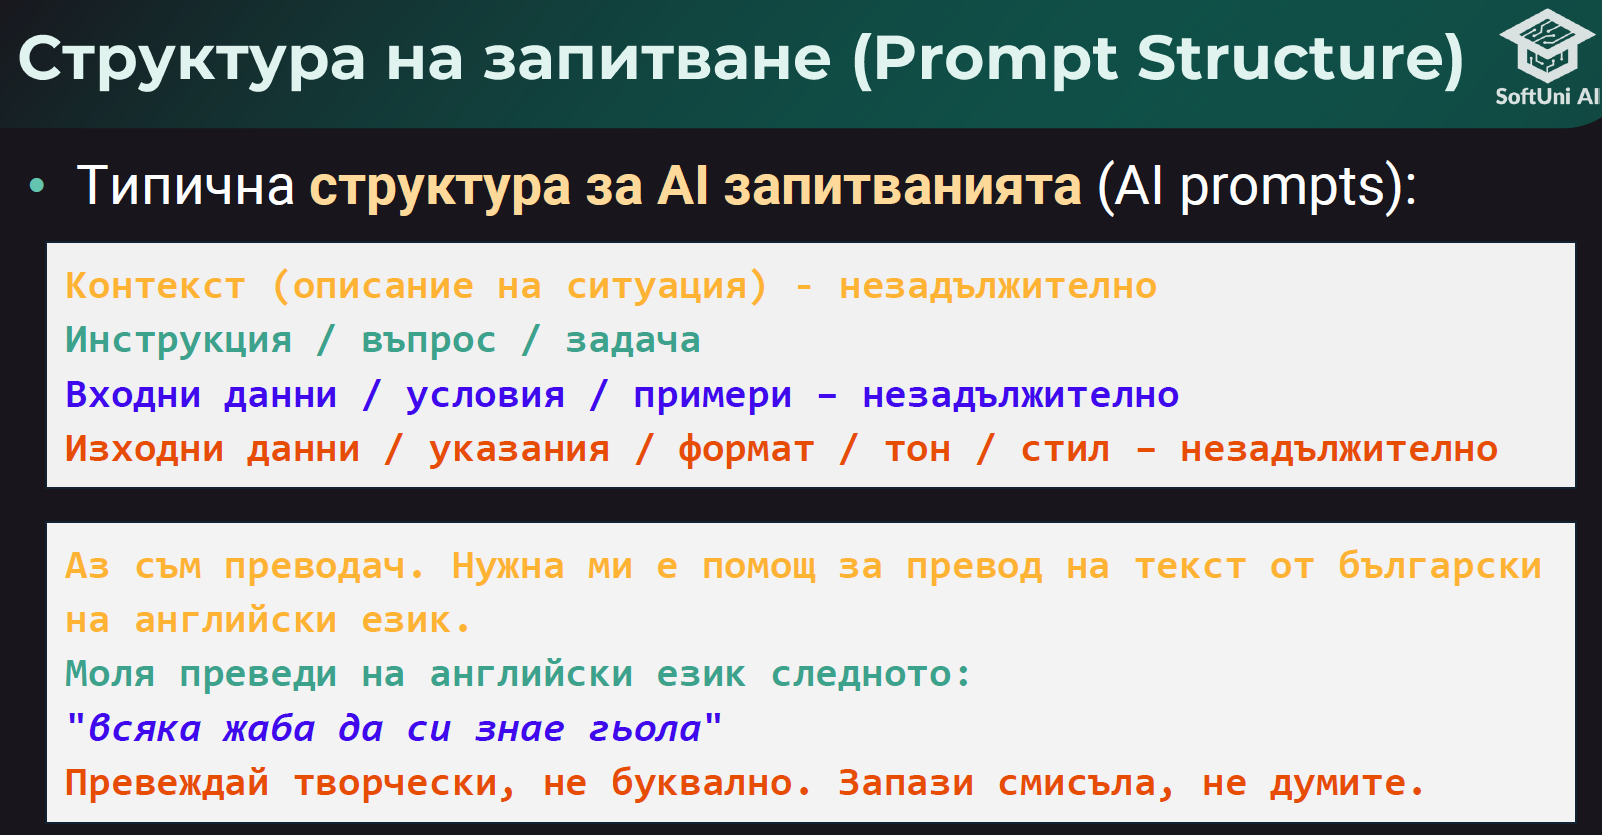 Структура на запитване (Prompt Structure)
SoftUni AI
• Типична структура за AI запитванията (AI prompts):
Контекст (описание на ситуация) - незадължително
Инструкция / въпрос / задача
Входни данни / условия / примери – незадължително
Изходни данни / указания / формат / тон / стил – незадължително
Аз съм преводач. Нужна ми е помощ за превод на текст от български
на английски език.
Моля преведи на английски език следното:
"всяка жаба да си знае гьола"
Превеждай творчески, не буквално. Запази смисъла, не думите.